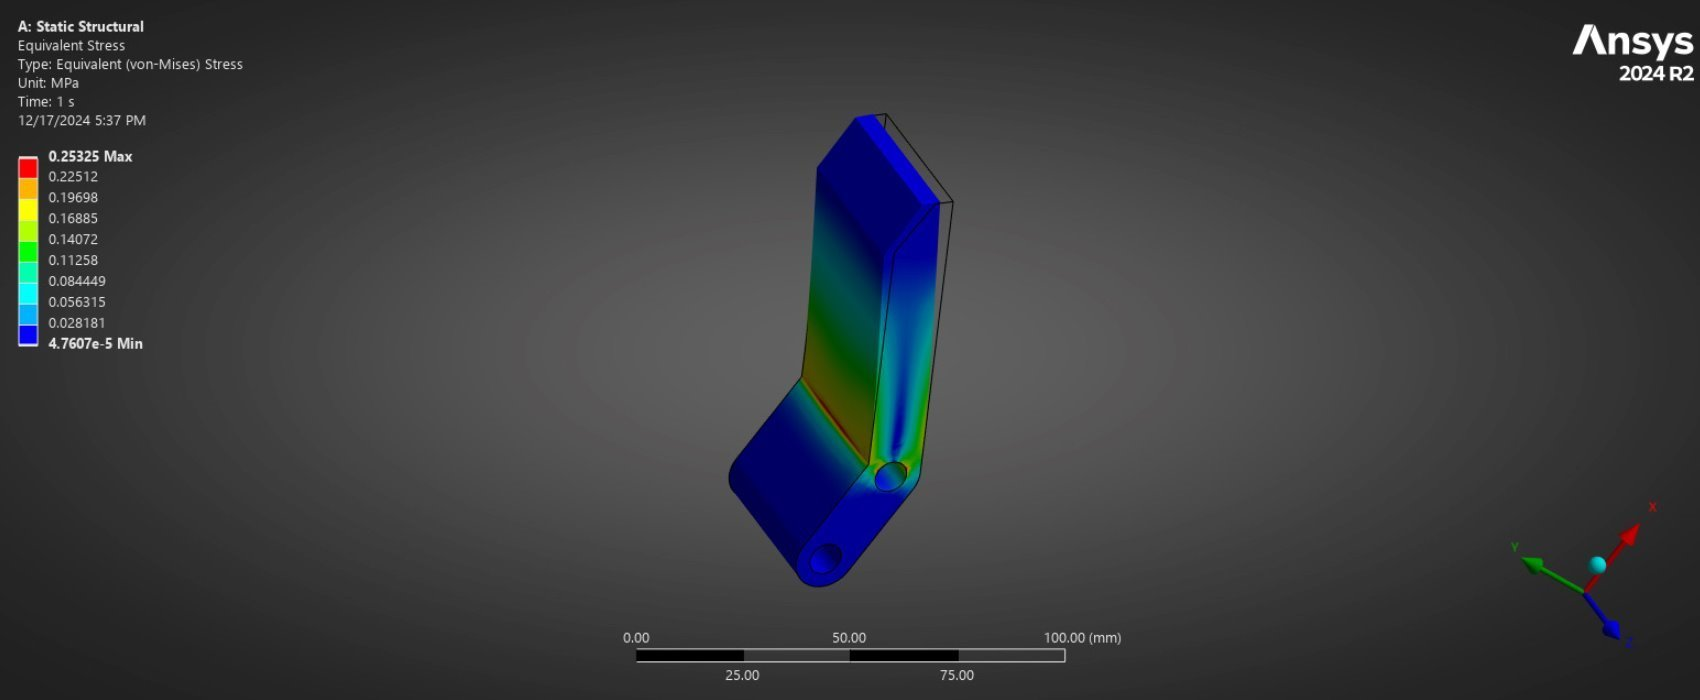 A: Static Structural
Equivalent Stress
Type: Equivalent (von-Mises) Stress
Unit: MPa
Time: 1 s
12/17/2024 5:37 PM
0.25325 Max
0.22512
0.19698
0.16885
0.14072
0.11258
0.084449
0.056315
0.028181
4.7607e-5 Min
Ansys
2024 R2
X
Y
Z
0.00 50.00 100.00 (mm)
25.00 75.00